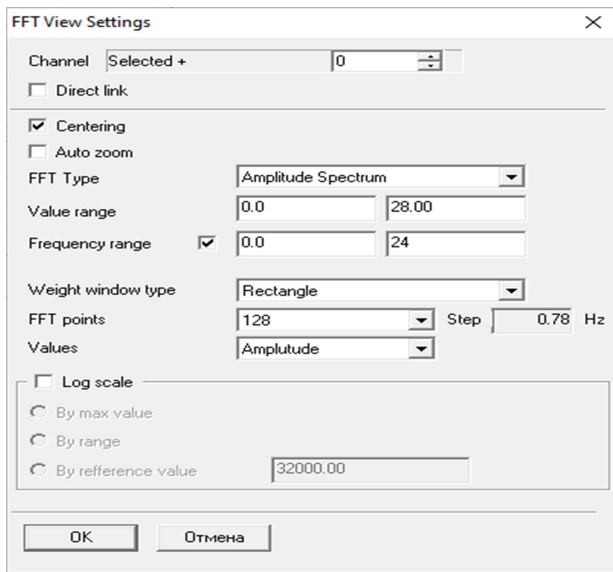 FFT View Settings
Channel Selected + 0
Direct link
Centering
Auto zoom
FFT Type Amplitude Spectrum
Value range 0.0 28.00
Frequency range 0.0 24
Weight window type Rectangle
FFT points 128 Step 0.78 Hz
Values Amplutude
Log scale
By max value
By range
By refference value 32000.00
OK Отмена